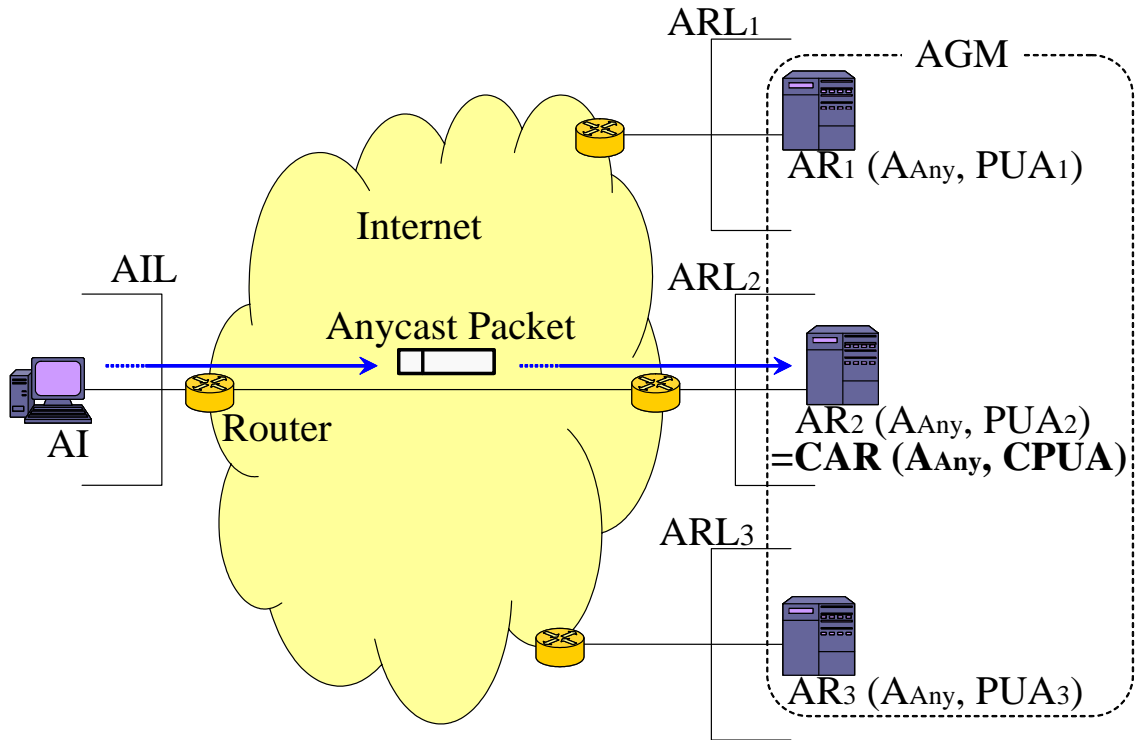 ARL1
AGM
AR1 (AAny, PUA1)
Internet
AIL
ARL2
Anycast Packet
Router
AI
AR2 (AAny, PUA2)
=CAR (AAny, CPUA)
ARL3
AR3 (AAny, PUA3)